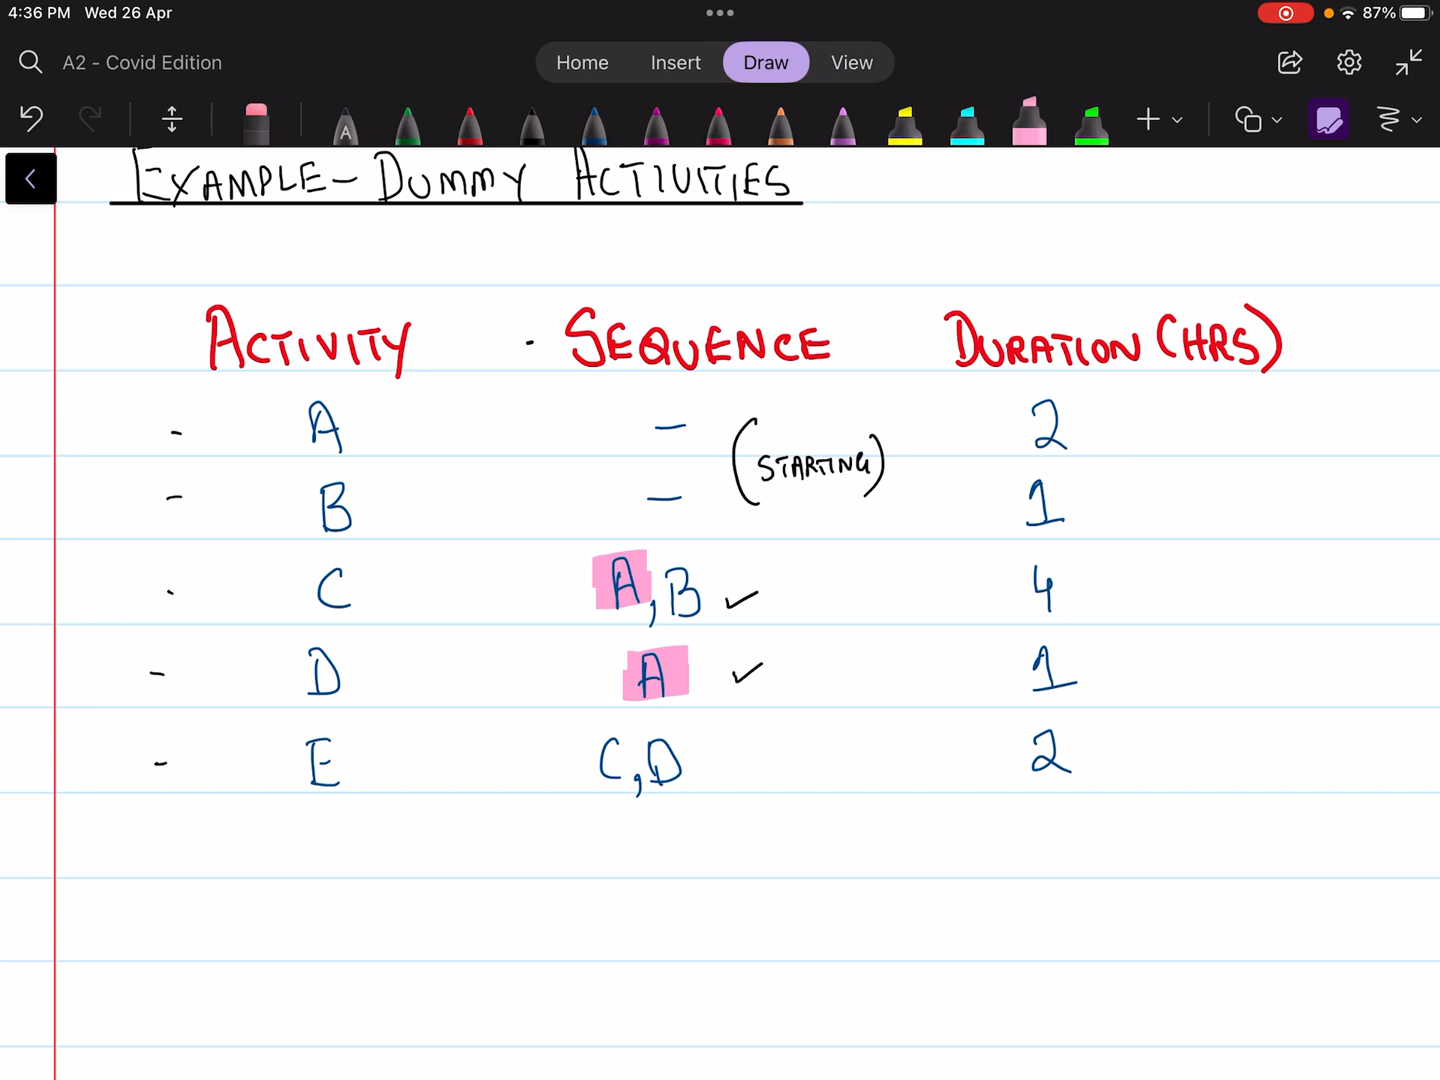 4:36 PM Wed 26 Apr 87%
A2 - Covid Edition Home Insert Draw View
A
EXAMPLE - DUMMY ACTIVITIES
ACTIVITY SEQUENCE DURATION (HRS)
A - 2
(STARTING)
B - 1
C A, B 4
D A 1
E C, D 2